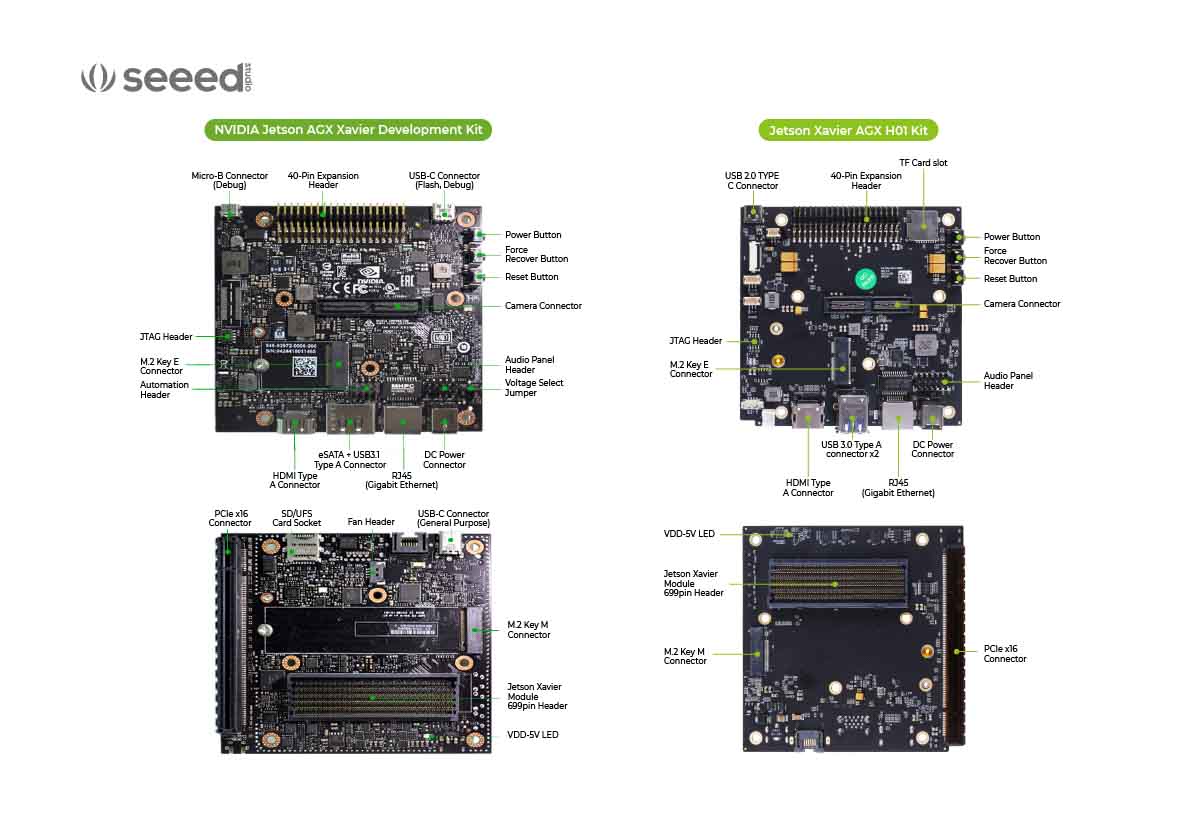 seeed studio
NVIDIA Jetson AGX Xavier Development Kit
Micro-B Connector
(Debug)
40-Pin Expansion
Header
USB-C Connector
(Flash, Debug)
Power Button
Force
Recover Button
Reset Button
Camera Connector
JTAG Header
M.2 Key E
Connector
Automation
Header
Audio Panel
Header
Voltage Select
Jumper
NVIDIA
HDMI Type
A Connector
eSATA + USB3.1
Type A Connector
RJ45
(Gigabit Ethernet)
DC Power
Connector
PCIe x16
Connector
SD/UFS
Card Socket
Fan Header
USB-C Connector
(General Purpose)
M.2 Key M
Connector
Jetson Xavier
Module
699pin Header
VDD-5V LED
Jetson Xavier AGX H01 Kit
USB 2.0 TYPE
C Connector
40-Pin Expansion
Header
TF Card slot
Power Button
Force
Recover Button
Reset Button
Camera Connector
JTAG Header
M.2 Key E
Connector
Audio Panel
Header
HDMI Type
A Connector
USB 3.0 Type A
connector x2
RJ45
(Gigabit Ethernet)
DC Power
Connector
VDD-5V LED
Jetson Xavier
Module
699pin Header
M.2 Key M
Connector
PCIe x16
Connector